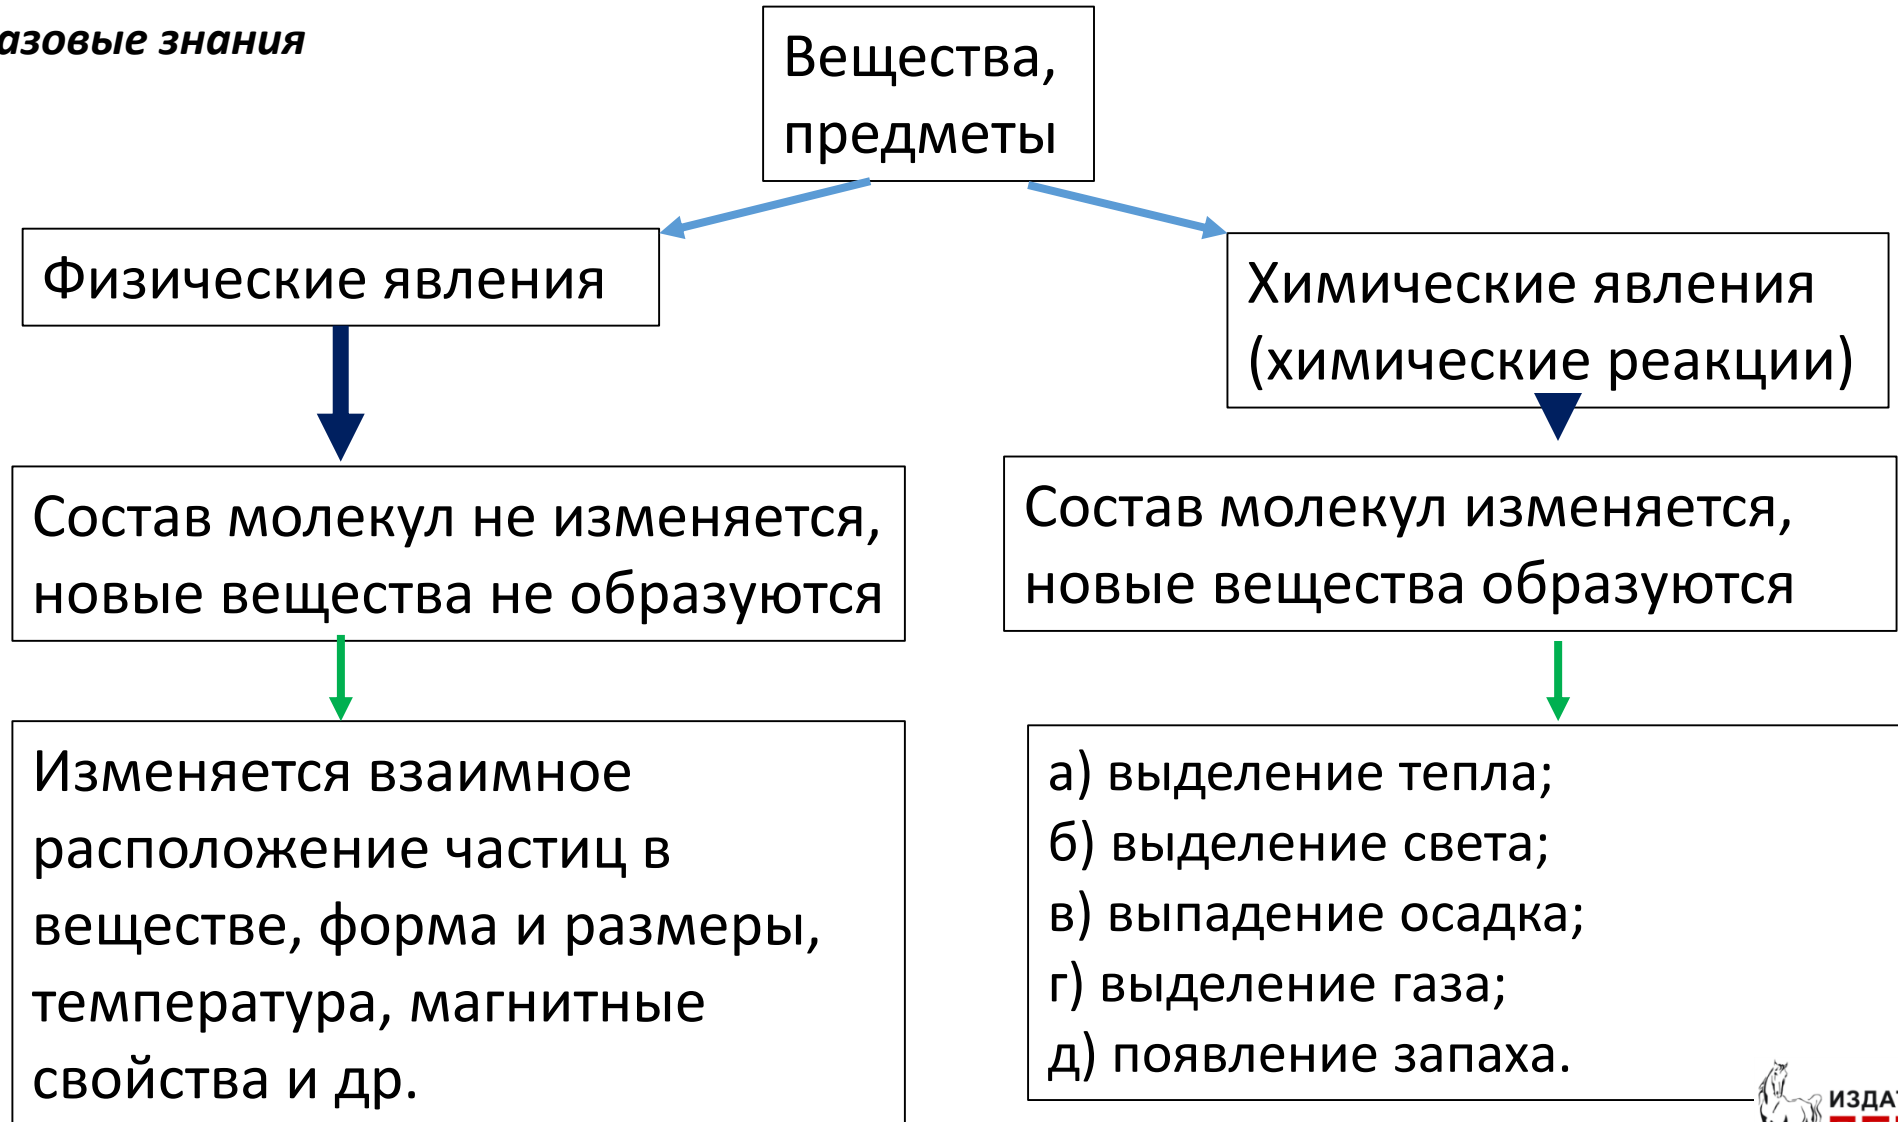 азовые знания
Вещества,
предметы
Физические явления
Химические явления
(химические реакции)
Состав молекул не изменяется,
новые вещества не образуются
Состав молекул изменяется,
новые вещества образуются
Изменяется взаимное
расположение частиц в
веществе, форма и размеры,
температура, магнитные
свойства и др.
а) выделение тепла;
б) выделение света;
в) выпадение осадка;
г) выделение газа;
д) появление запаха.
ИЗДА